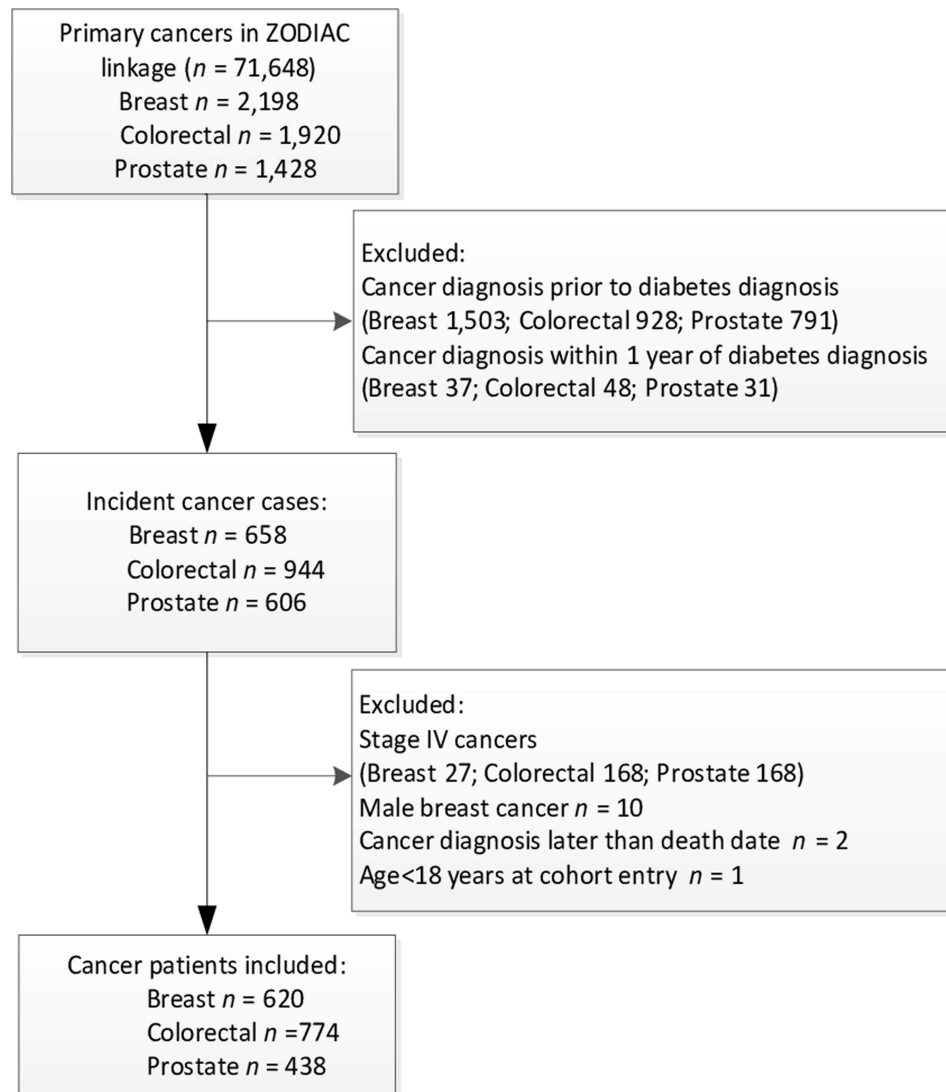 Primary cancers in ZODIAC
linkage (n = 71,648)
Breast n = 2,198
Colorectal n = 1,920
Prostate n = 1,428
Excluded:
Cancer diagnosis prior to diabetes diagnosis
(Breast 1,503; Colorectal 928; Prostate 791)
Cancer diagnosis within 1 year of diabetes diagnosis
(Breast 37; Colorectal 48; Prostate 31)
Incident cancer cases:
Breast n = 658
Colorectal n = 944
Prostate n = 606
Excluded:
Stage IV cancers
(Breast 27; Colorectal 168; Prostate 168)
Male breast cancer n = 10
Cancer diagnosis later than death date n = 2
Age<18 years at cohort entry n = 1
Cancer patients included:
Breast n = 620
Colorectal n =774
Prostate n = 438